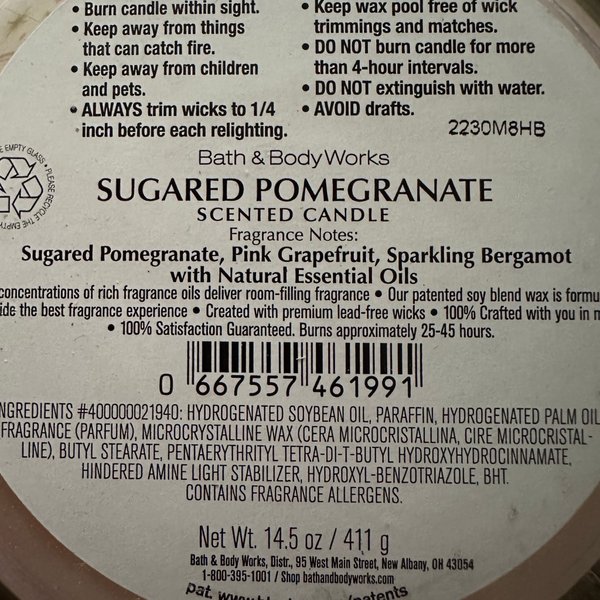 • Burn candle within sight.
• Keep away from things
that can catch fire.
• Keep away from children
and pets.
• ALWAYS trim wicks to 1/4
inch before each relighting.
• Keep wax pool free of wick
trimmings and matches.
• DO NOT burn candle for more
than 4-hour intervals.
• DO NOT extinguish with water.
• AVOID drafts.
2230M8HB
EMPTY GLASS • PLEASE RECYCLE THE EMPTY
Bath & Body Works
SUGARED POMEGRANATE
SCENTED CANDLE
Fragrance Notes:
Sugared Pomegranate, Pink Grapefruit, Sparkling Bergamot
with Natural Essential Oils
concentrations of rich fragrance oils deliver room-filling fragrance • Our patented soy blend wax is formu
ide the best fragrance experience • Created with premium lead-free wicks • 100% Crafted with you in m
• 100% Satisfaction Guaranteed. Burns approximately 25-45 hours.
0 667557 461991
NGREDIENTS #400000021940: HYDROGENATED SOYBEAN OIL, PARAFFIN, HYDROGENATED PALM OIL
FRAGRANCE (PARFUM), MICROCRYSTALLINE WAX (CERA MICROCRISTALLINA, CIRE MICROCRISTAL-
LINE), BUTYL STEARATE, PENTAERYTHRITYL TETRA-DI-T-BUTYL HYDROXYHYDROCINNAMATE,
HINDERED AMINE LIGHT STABILIZER, HYDROXYL-BENZOTRIAZOLE, BHT.
CONTAINS FRAGRANCE ALLERGENS.
Net Wt. 14.5 oz / 411 g
Bath & Body Works, Distr., 95 West Main Street, New Albany, OH 43054
1-800-395-1001 / Shop bathandbodyworks.com
pat.